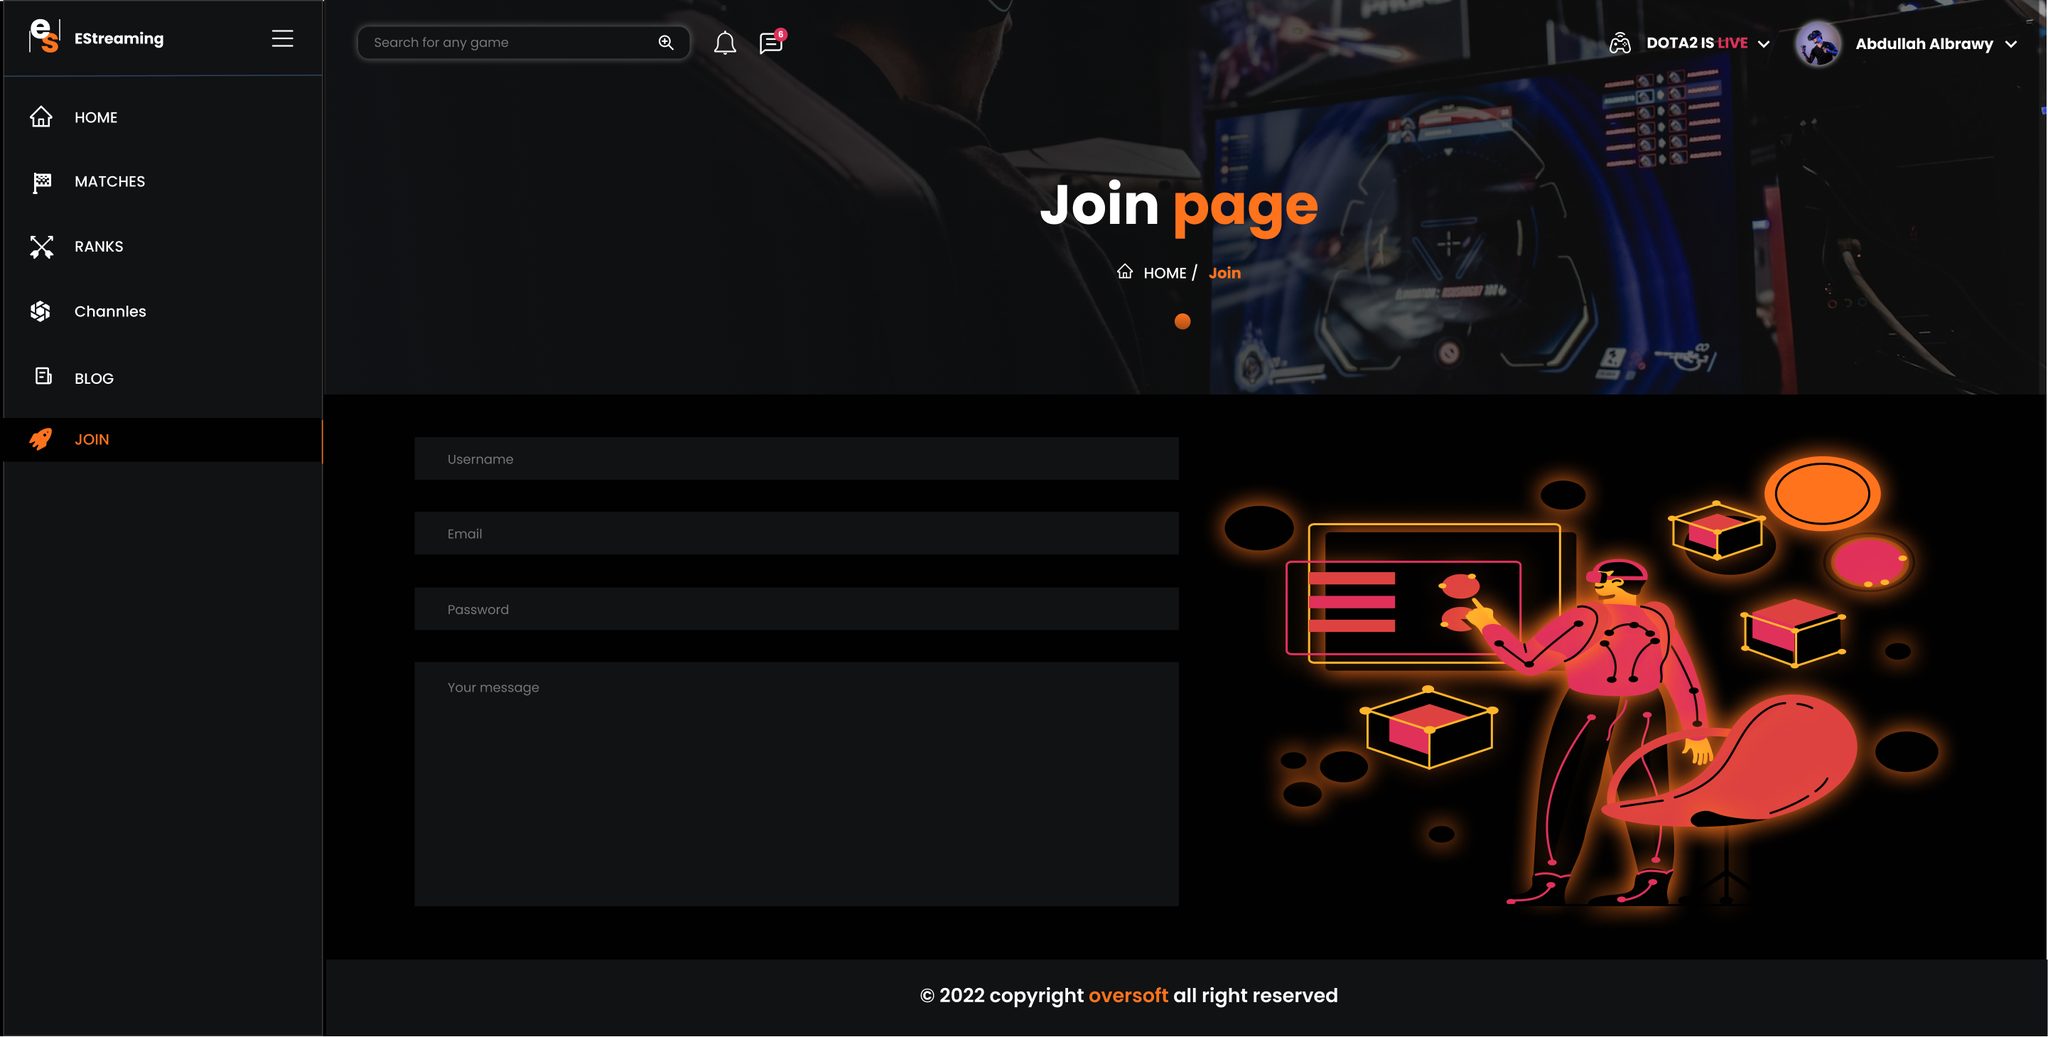 es EStreaming
HOME
MATCHES
RANKS
Channles
BLOG
JOIN
Search for any game
6
DOTA2 IS LIVE
Abdullah Albrawy
Join page
HOME / Join
Username
Email
Password
Your message
© 2022 copyright oversoft all right reserved